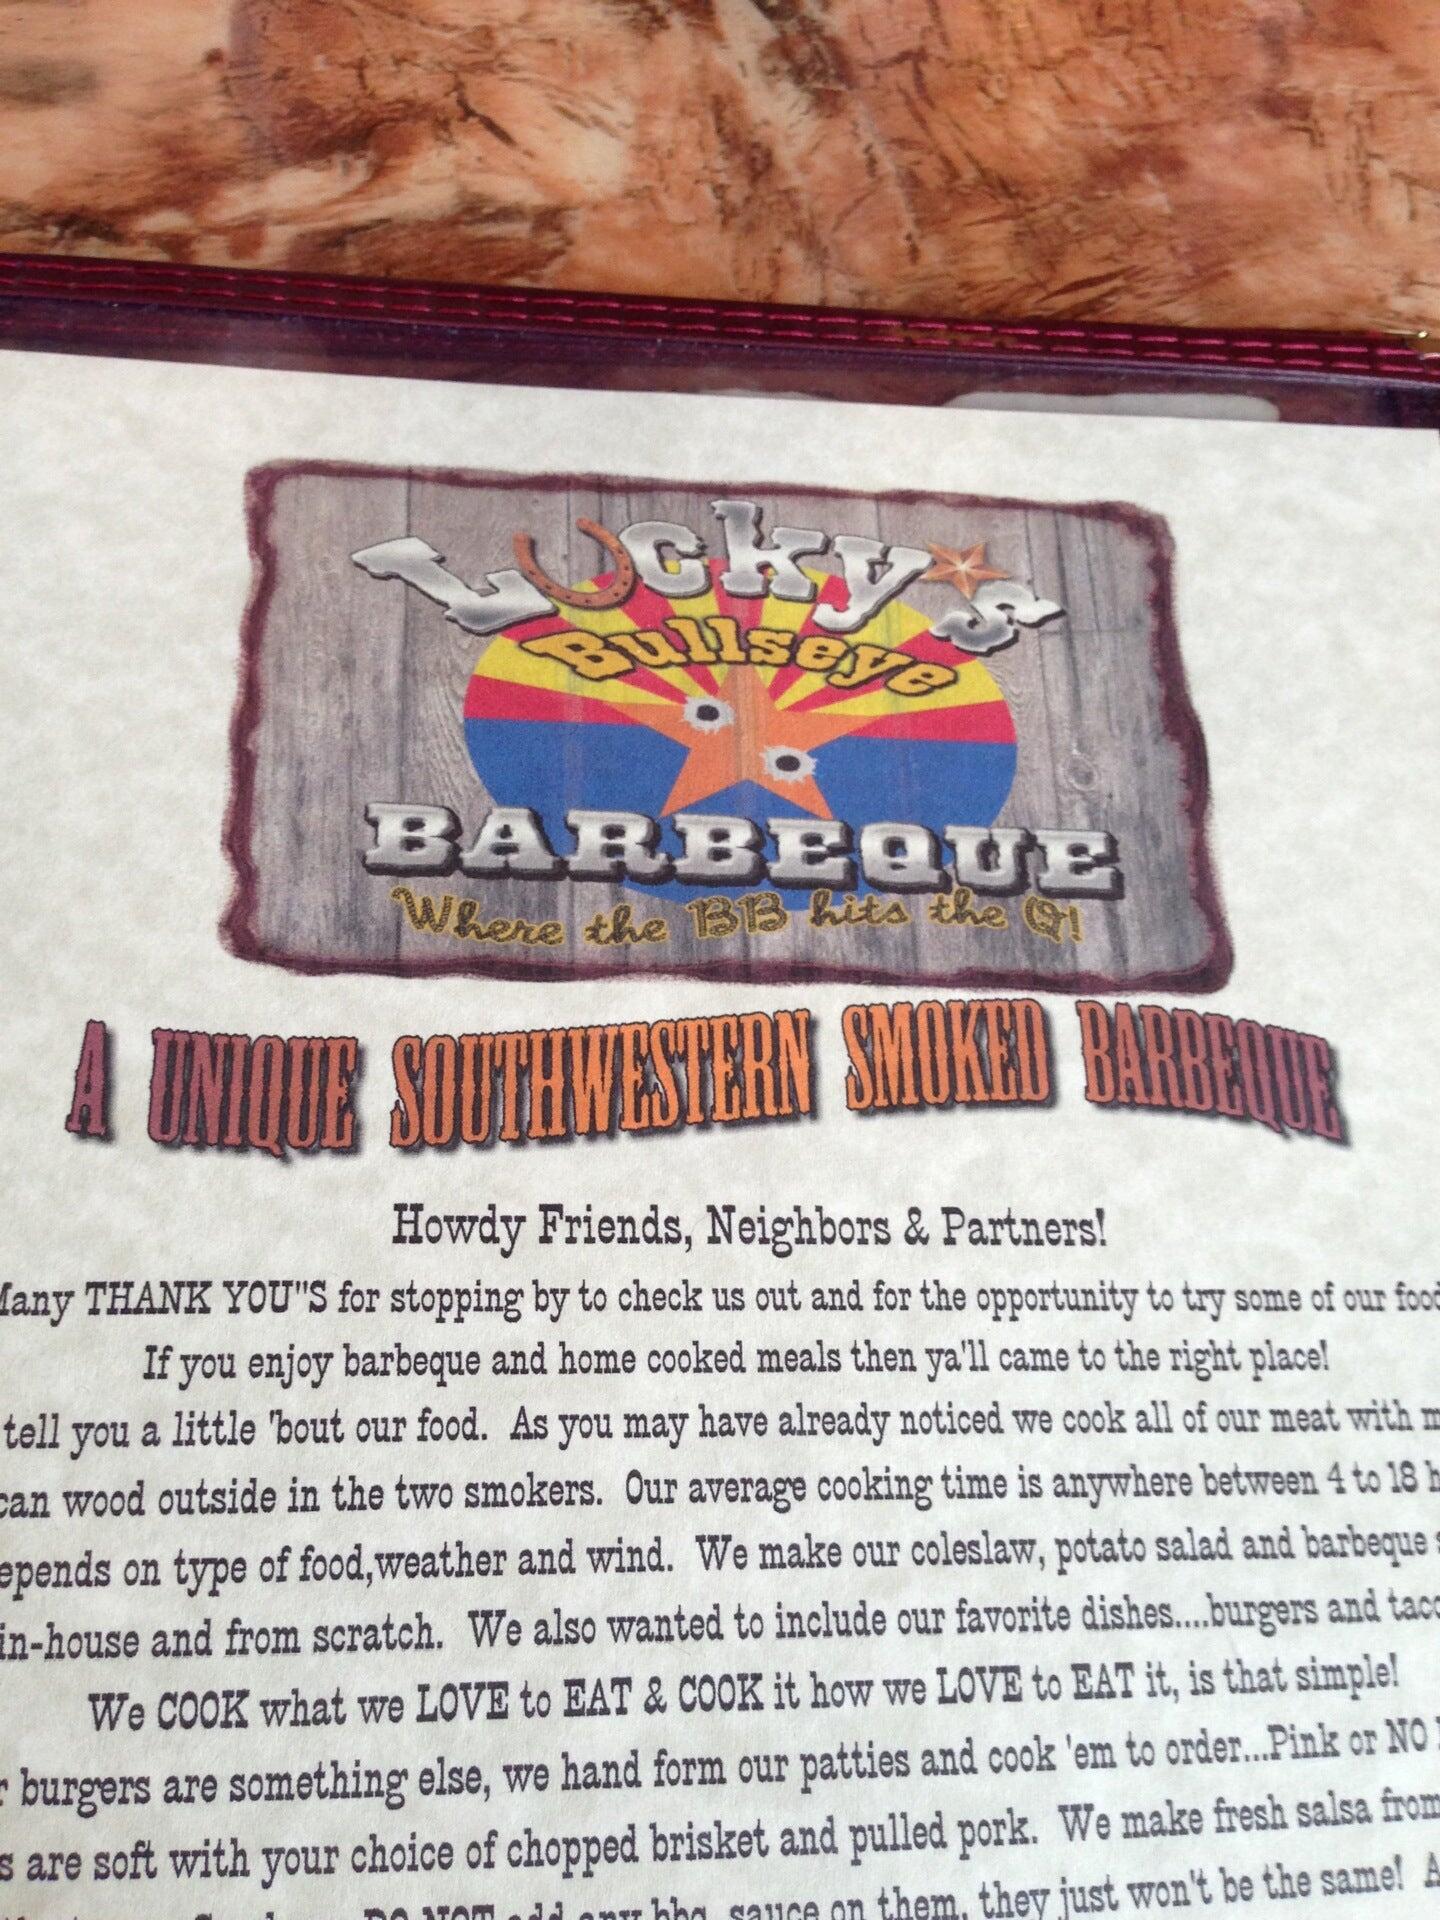 Lucky's
Bullseye
BARBEQUE
Where the BB hits the Q!
A UNIQUE SOUTHWESTERN SMOKED BARBEQUE
Howdy Friends, Neighbors & Partners!
Many THANK YOU"S for stopping by to check us out and for the opportunity to try some of our food
If you enjoy barbeque and home cooked meals then ya'll came to the right place!
tell you a little 'bout our food. As you may have already noticed we cook all of our meat with m
can wood outside in the two smokers. Our average cooking time is anywhere between 4 to 18 h
epends on type of food,weather and wind. We make our coleslaw, potato salad and barbeque s
in-house and from scratch. We also wanted to include our favorite dishes....burgers and taco
We COOK what we LOVE to EAT & COOK it how we LOVE to EAT it, is that simple!
r burgers are something else, we hand form our patties and cook 'em to order...Pink or NO
s are soft with your choice of chopped brisket and pulled pork. We make fresh salsa from
DO NOT add any bbq sauce on them, they just won't be the same! A